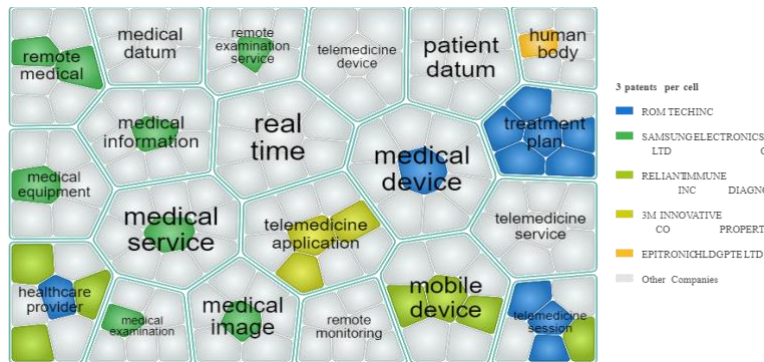 remote
medical
medical
datum
remote
examination
service
telemedicine
device
patient
datum
human
body
medical
information
real
time
medical
device
treatment
plan
medical
equipment
medical
service
telemedicine
application
telemedicine
service
healthcare
provider
medical
examination
medical
image
remote
monitoring
mobile
device
telemedicine
session
3 patents per cell
ROM TECHINC
SAMSUNGELECTRONICS
LTD C
RELIANTIMMUNE
INC DIAGNO
3M INNOVATIVE
CO PROPERT
EPITRONICHLDGPTELTD
Other Companies